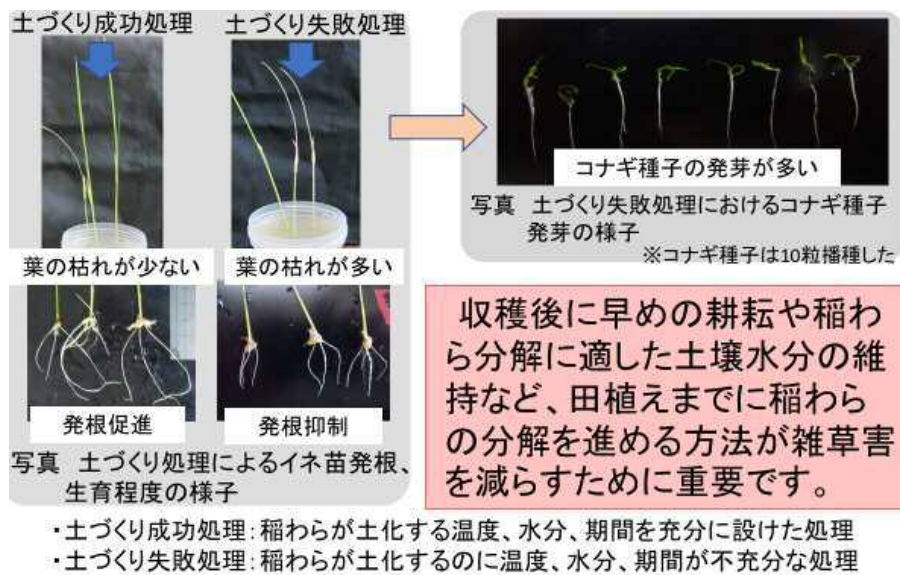 土づくり成功処理
土づくり失敗処理
葉の枯れが少ない
葉の枯れが多い
発根促進
発根抑制
写真　土づくり処理によるイネ苗発根、
生育程度の様子
コナギ種子の発芽が多い
写真　土づくり失敗処理におけるコナギ種子
発芽の様子
※コナギ種子は10粒播種した
収穫後に早めの耕耘や稲わ
ら分解に適した土壌水分の維
持など、田植えまでに稲わら
の分解を進める方法が雑草害
を減らすために重要です。
・土づくり成功処理：稲わらが土化する温度、水分、期間を充分に設けた処理
・土づくり失敗処理：稲わらが土化するのに温度、水分、期間が不充分な処理